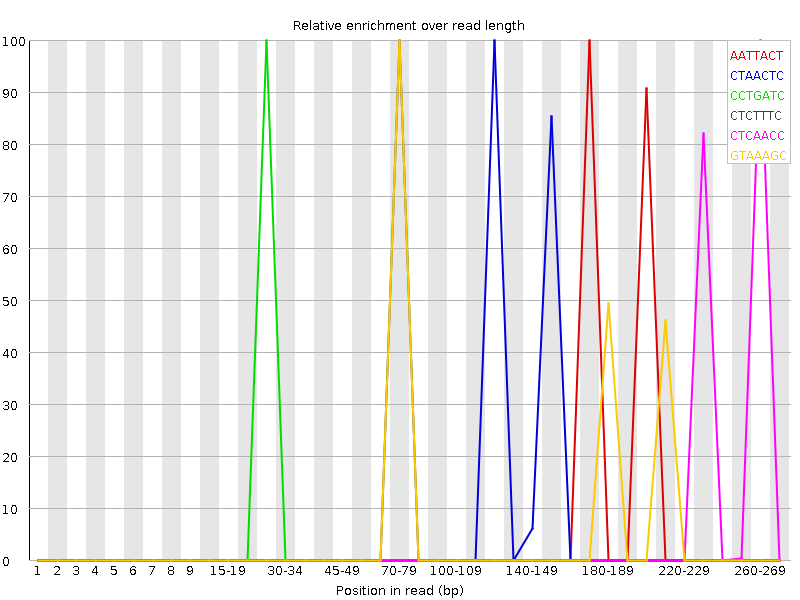 Relative enrichment over read length
100
90
80
70
60
50
40
30
20
10
0
AATTACT
CTAACTC
CCTGATC
CTCTTTC
CTCAACC
GTAAAGC
1 2 3 4 5 6 7 8 9 15-19 30-34 45-49 70-79 100-109 140-149 180-189 220-229 260-269
Position in read (bp)